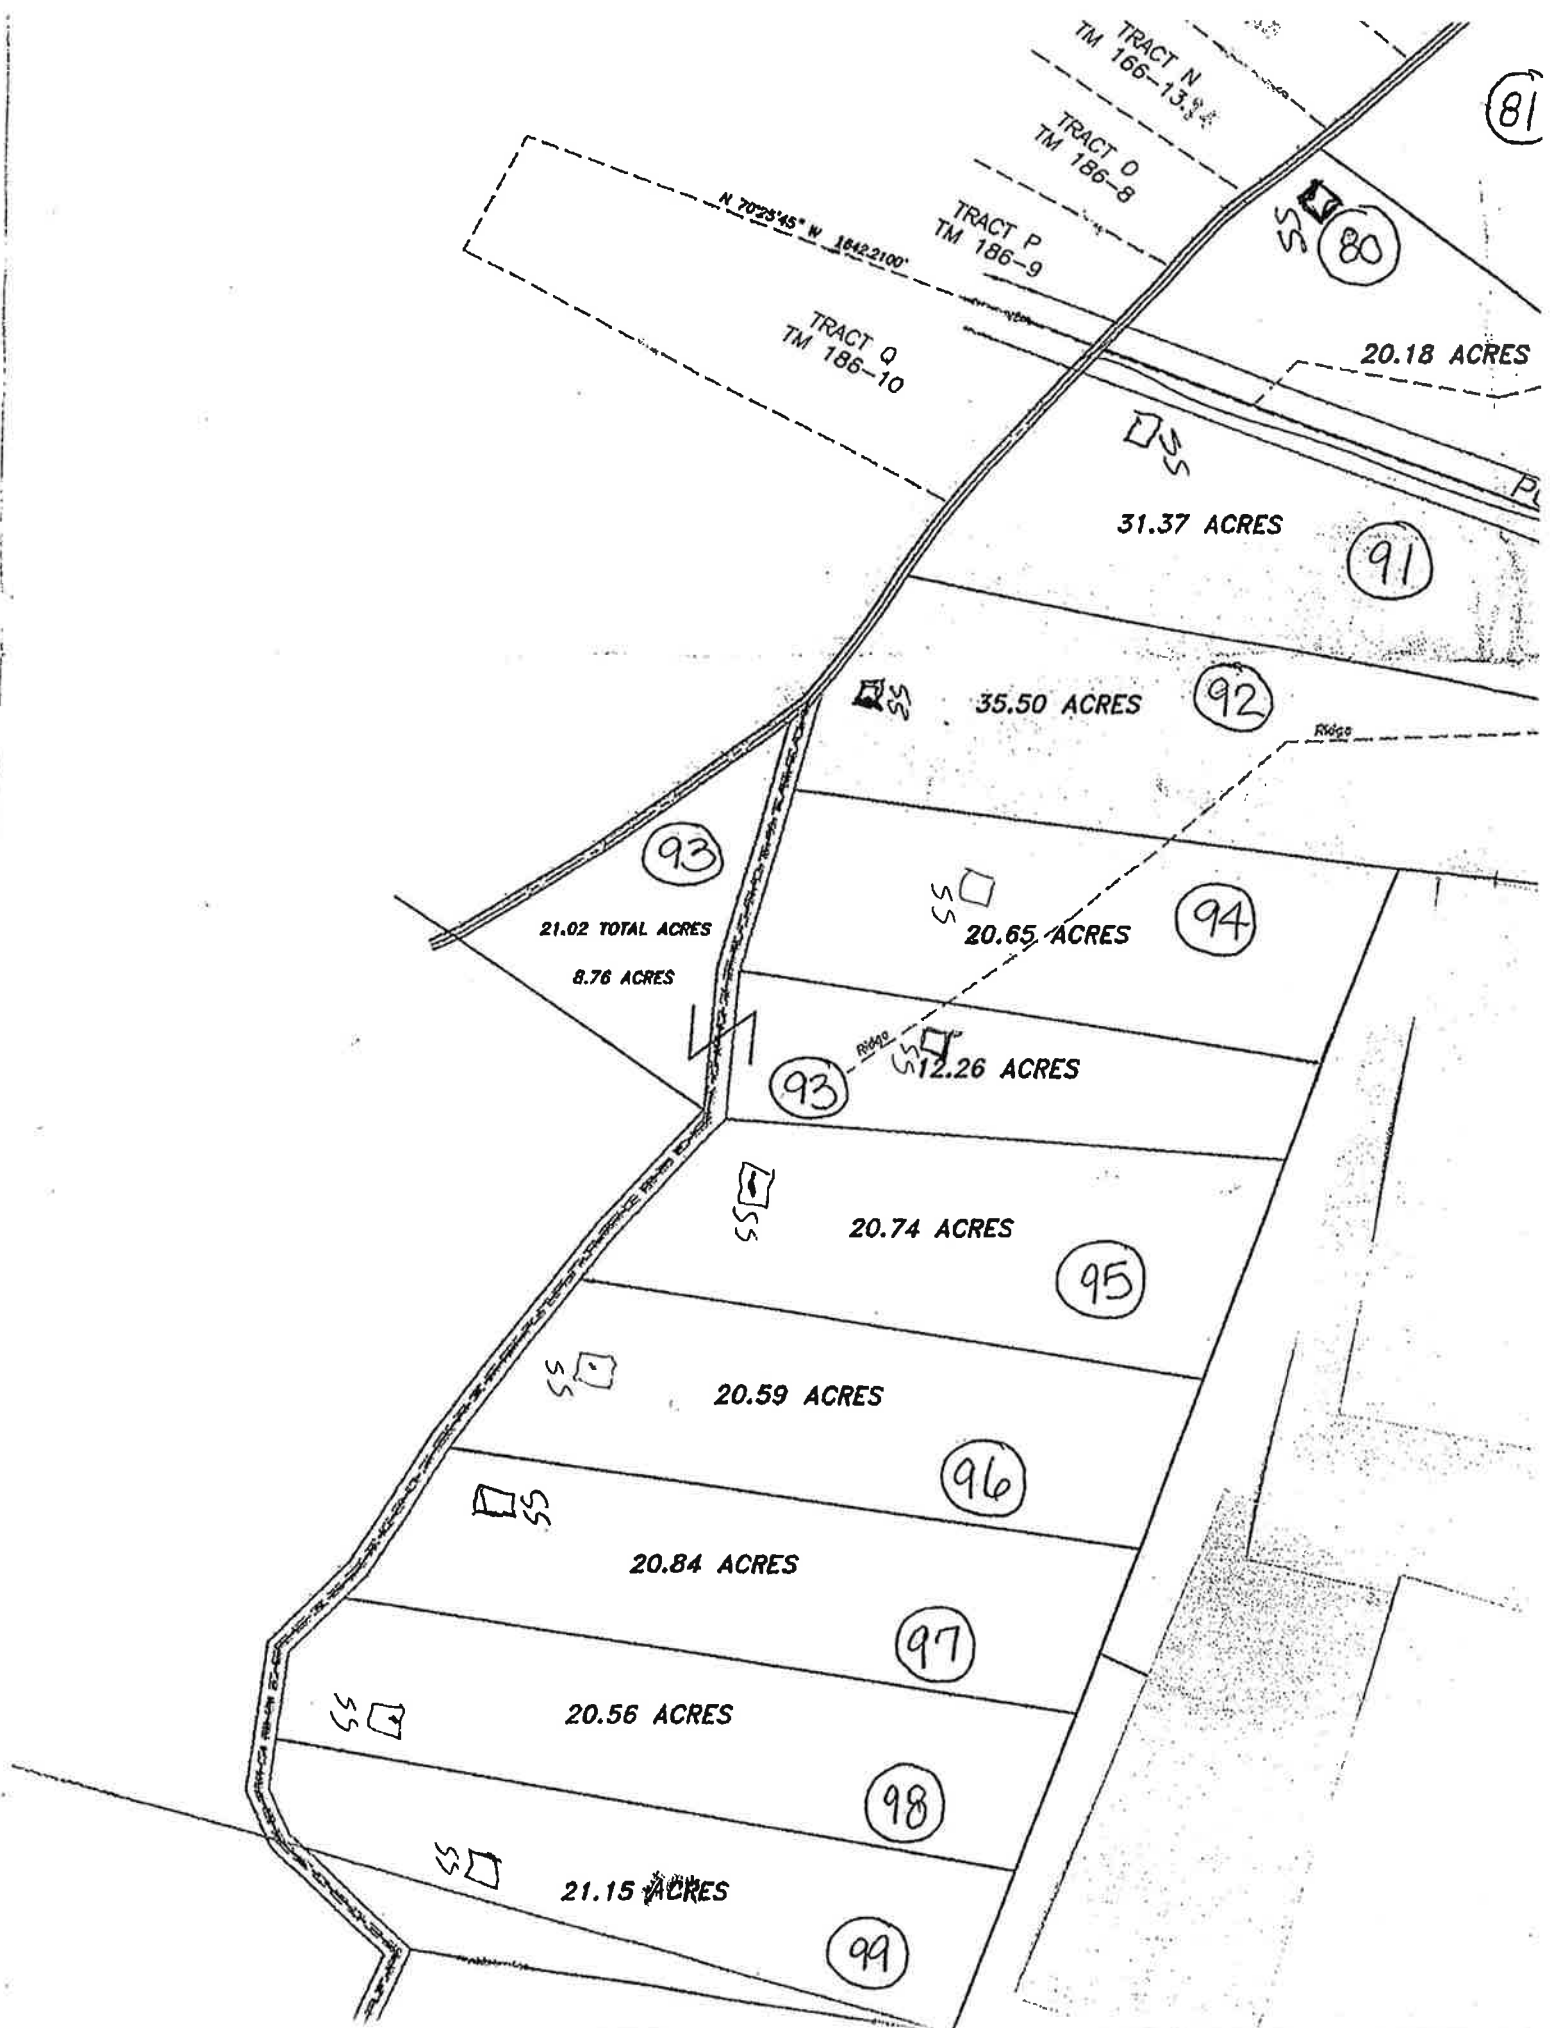 TRACT N
TM 166-13.
81
TRACT O
TM 186-8
SS
80
TRACT P
TM 186-9
N 70°25'45" W 1642.2100'
TRACT Q
TM 186-10
20.18 ACRES
SS
31.37 ACRES
91
SS
35.50 ACRES
92
Ridge
93
SS
94
21.02 TOTAL ACRES
20.65 ACRES
8.76 ACRES
Ridge
SS
12.26 ACRES
93
SS
20.74 ACRES
95
SS
20.59 ACRES
96
SS
20.84 ACRES
97
SS
20.56 ACRES
98
SS
21.15 ACRES
99